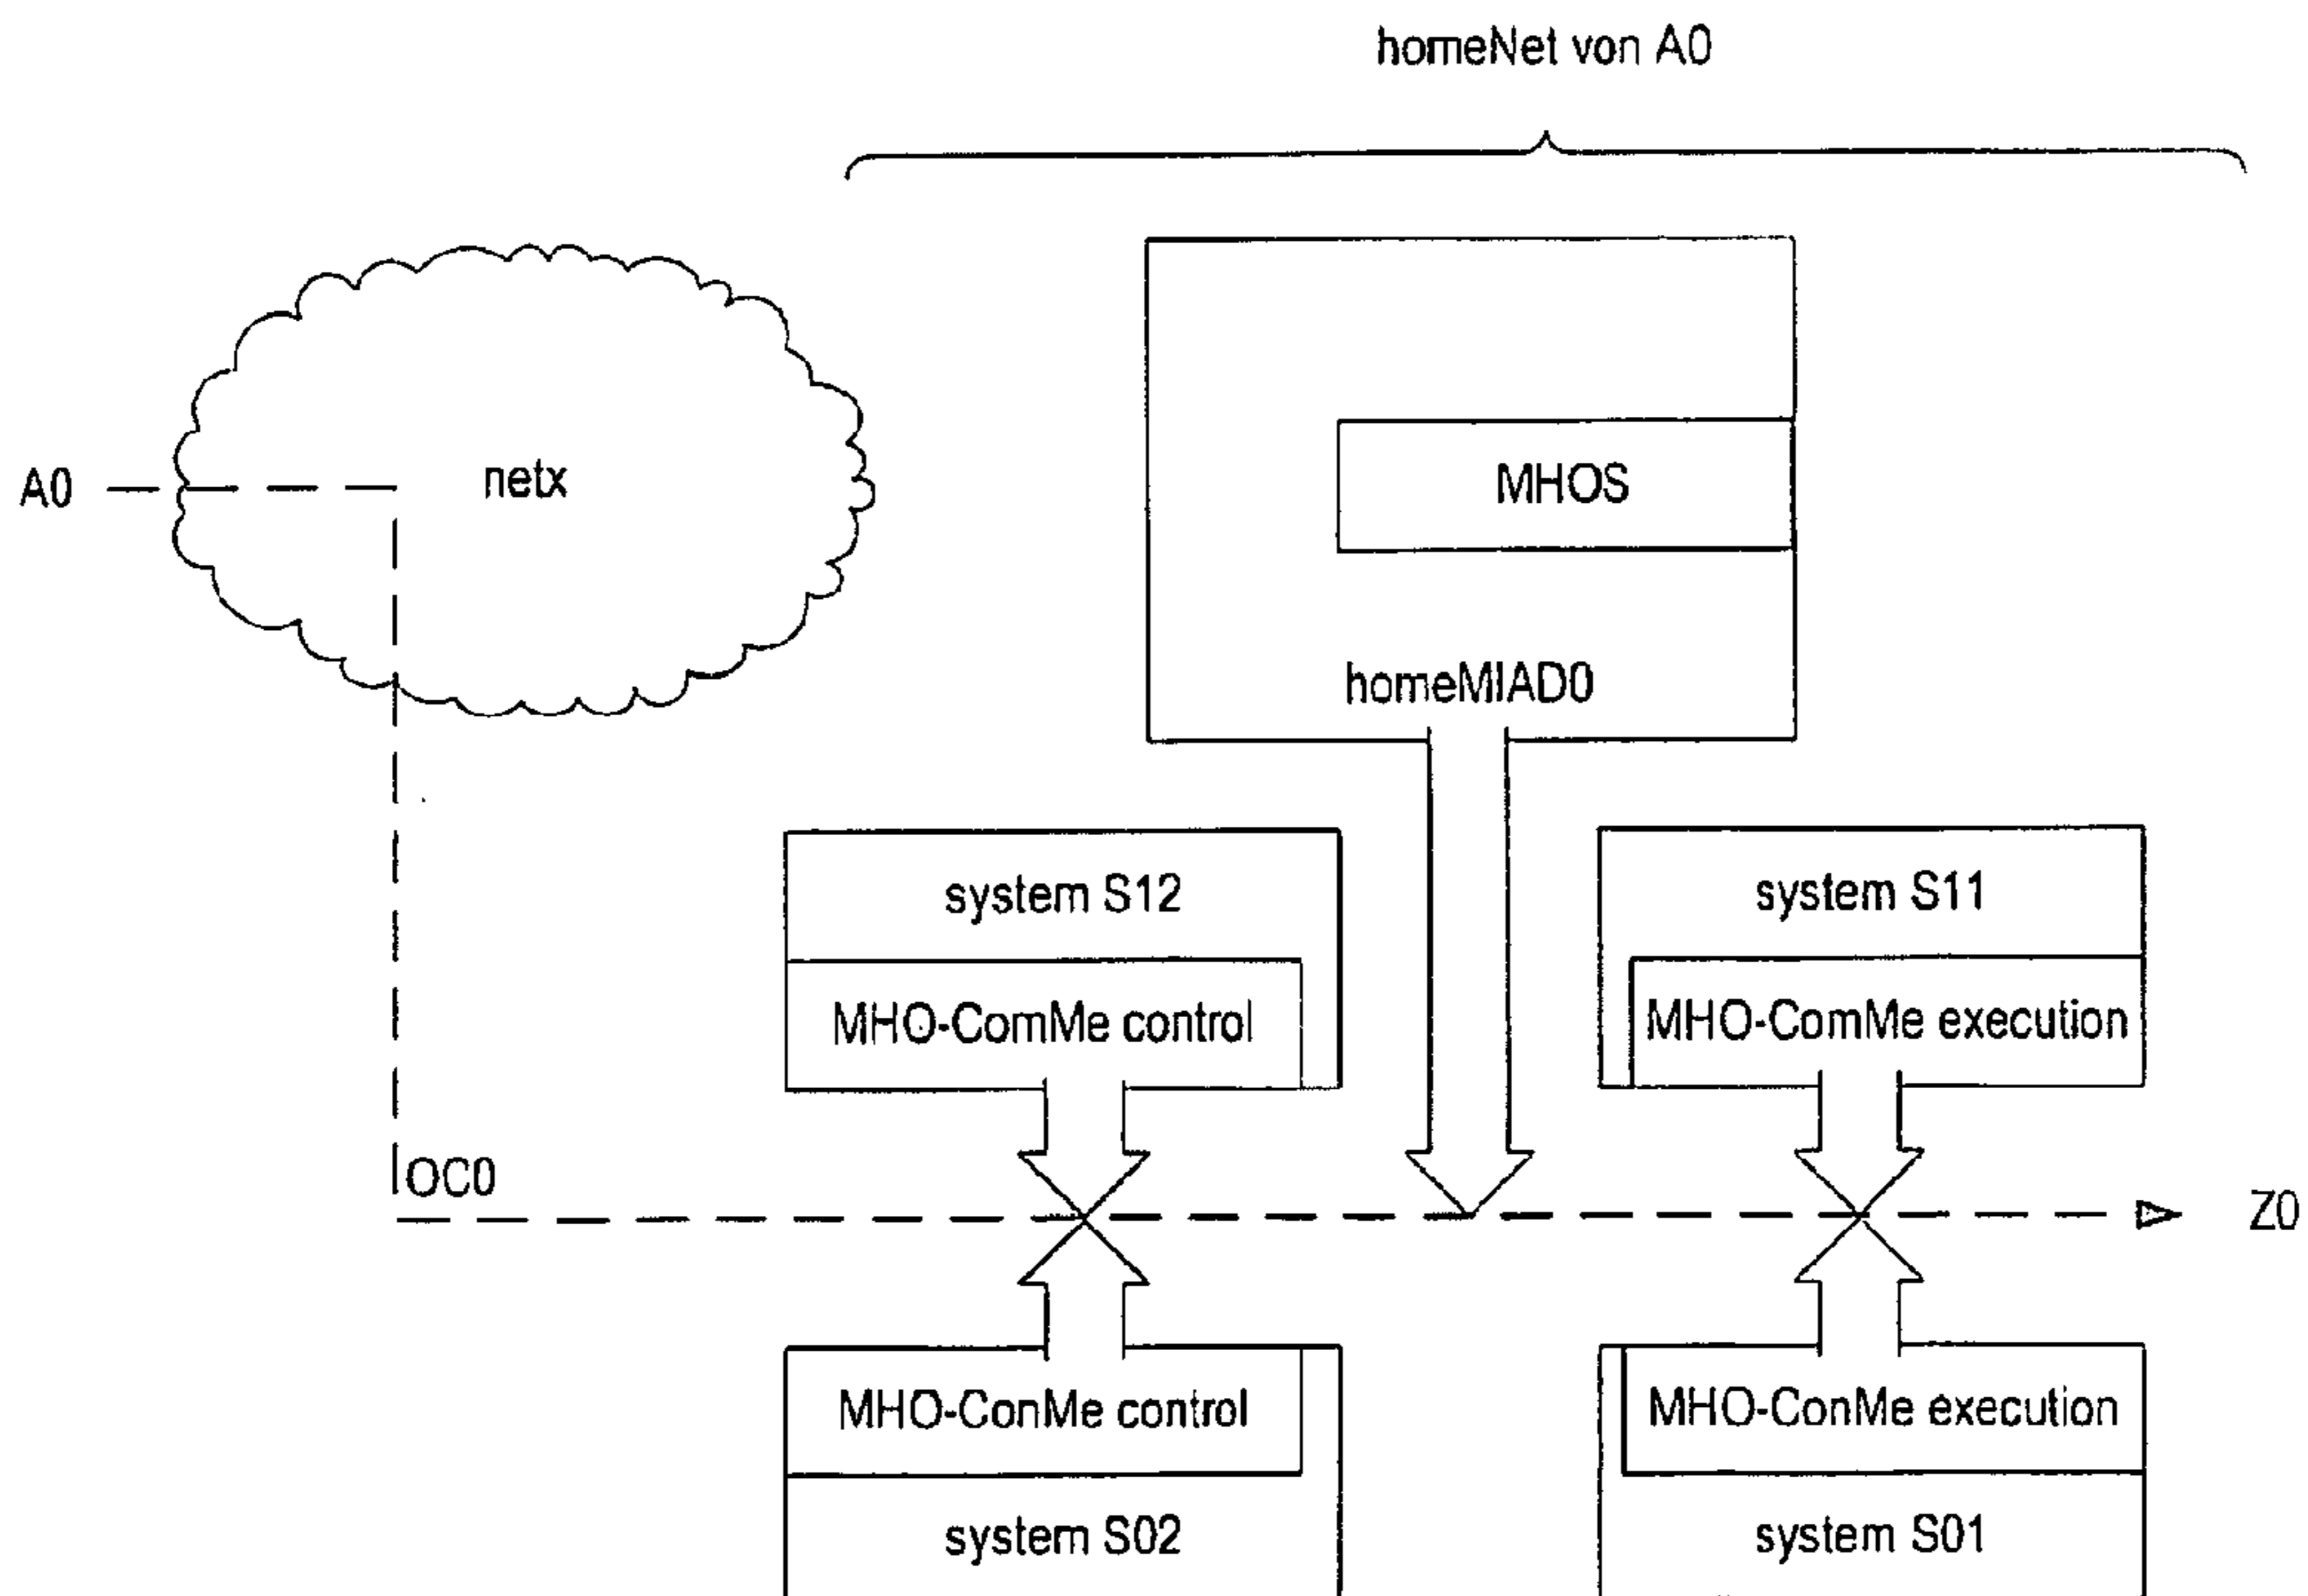 homeNet von A0
A0
netx
MHOS
homeMIAD0
system S12
system S11
MHO-ComMe control
MHO-ComMe execution
OC0
Z0
MHO-ConMe control
MHO-ConMe execution
system S02
system S01